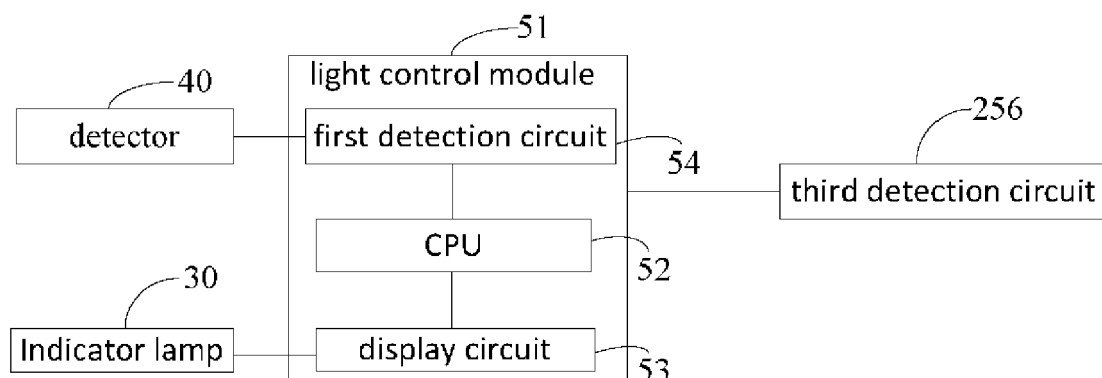 51
light control module
40
detector
first detection circuit
54
256
third detection circuit
CPU
52
30
Indicator lamp
display circuit
53